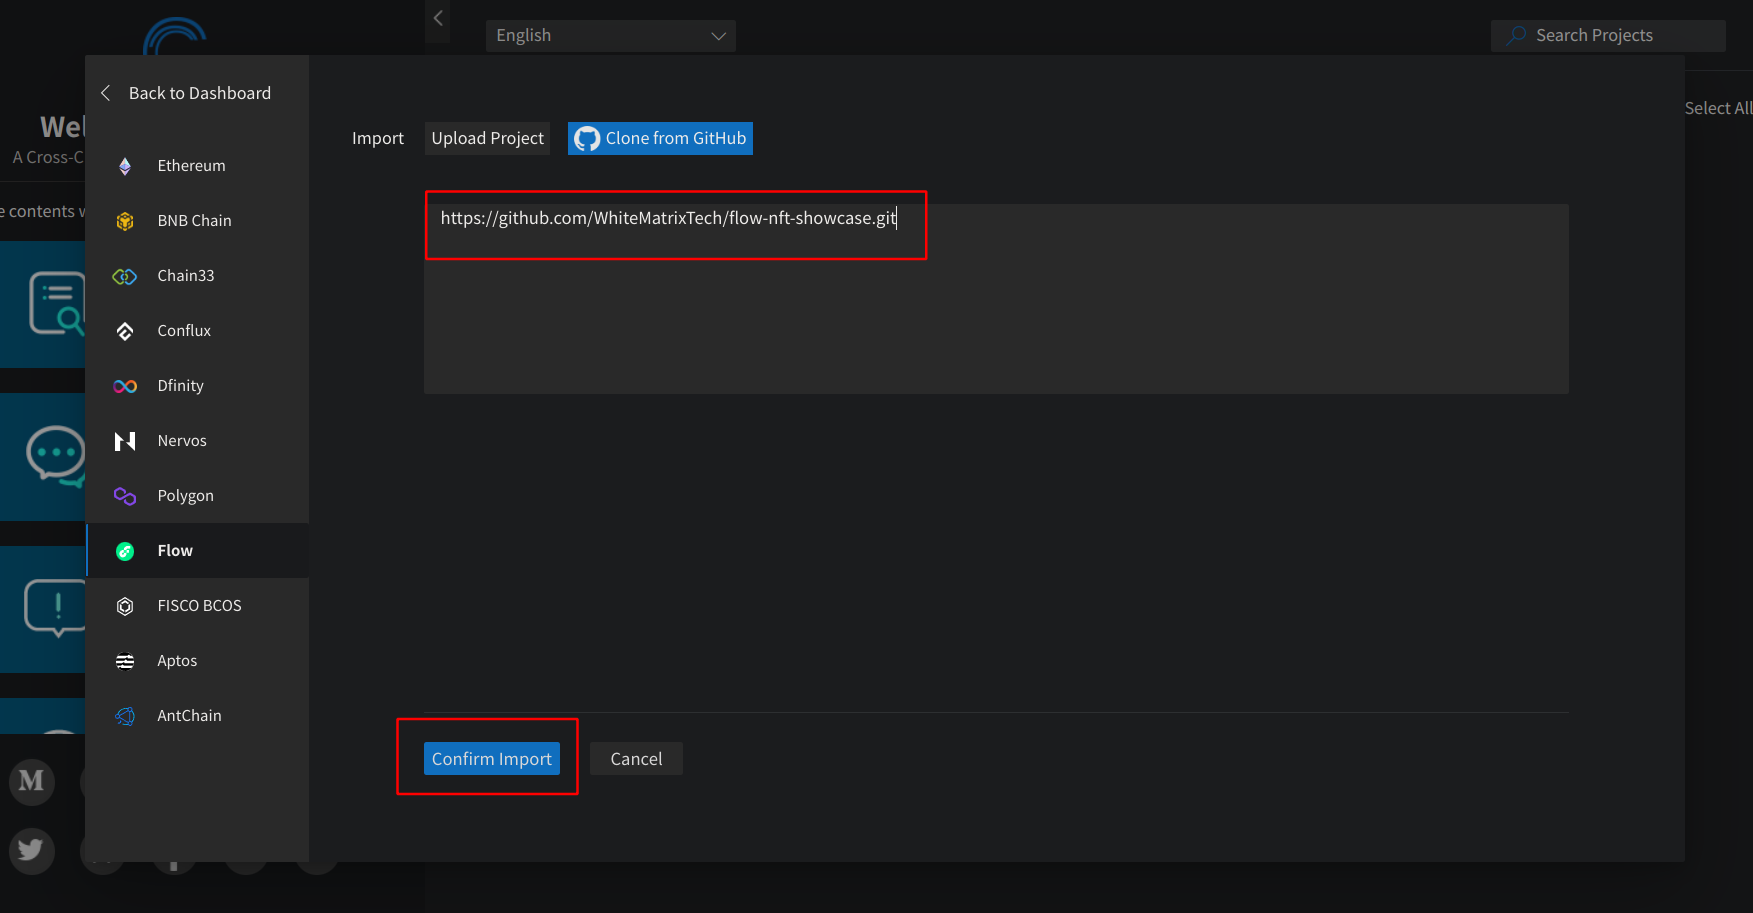 English
Search Projects
Select All
Wel
A Cross-C
e contents w
Back to Dashboard
Ethereum
BNB Chain
Chain33
Conflux
Dfinity
Nervos
Polygon
Flow
FISCO BCOS
Aptos
AntChain
Import
Upload Project
Clone from GitHub
https://github.com/WhiteMatrixTech/flow-nft-showcase.git
Confirm Import
Cancel